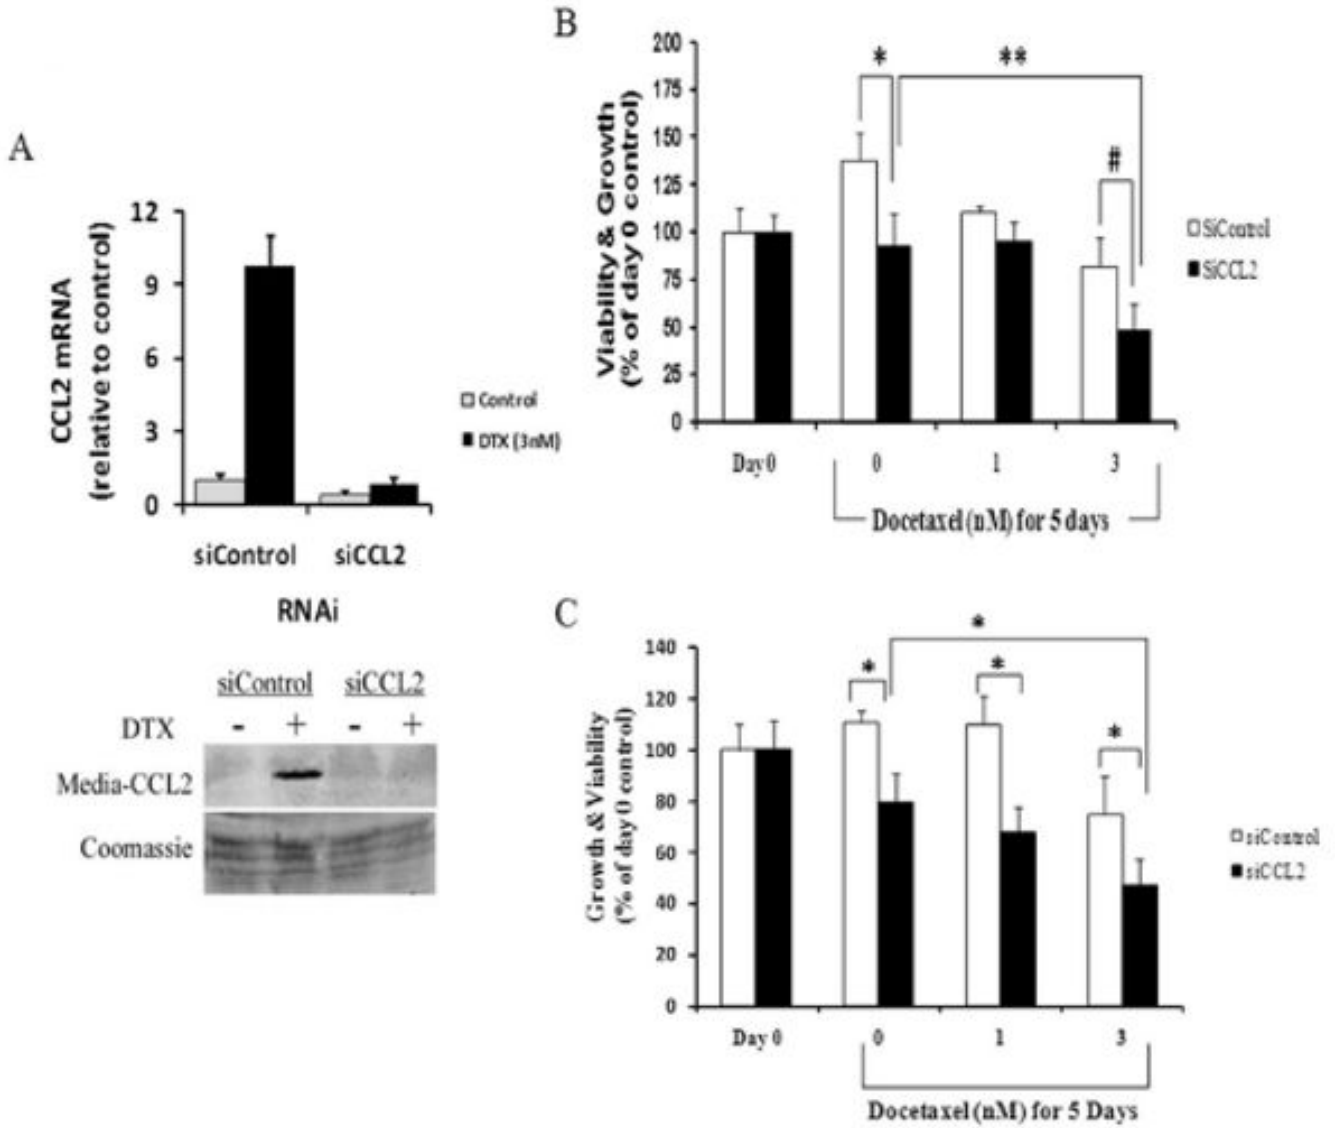 A
CCL2 mRNA
(relative to control)
12
9
6
3
0
siControl siCCL2
RNAi
Control
DTX (3nM)
siControl siCCL2
DTX - + - +
Media-CCL2
Coomassie
B
Viability & Growth
(% of day 0 control)
200
175
150
125
100
75
50
25
0
*
**
#
Day 0 0 1 3
Docetaxel (nM) for 5 days
SiControl
SiCCL2
C
Growth & Viability
(% of day 0 control)
140
120
100
80
60
40
20
0
*
*
*
*
Day 0 0 1 3
Docetaxel (nM) for 5 Days
siControl
siCCL2